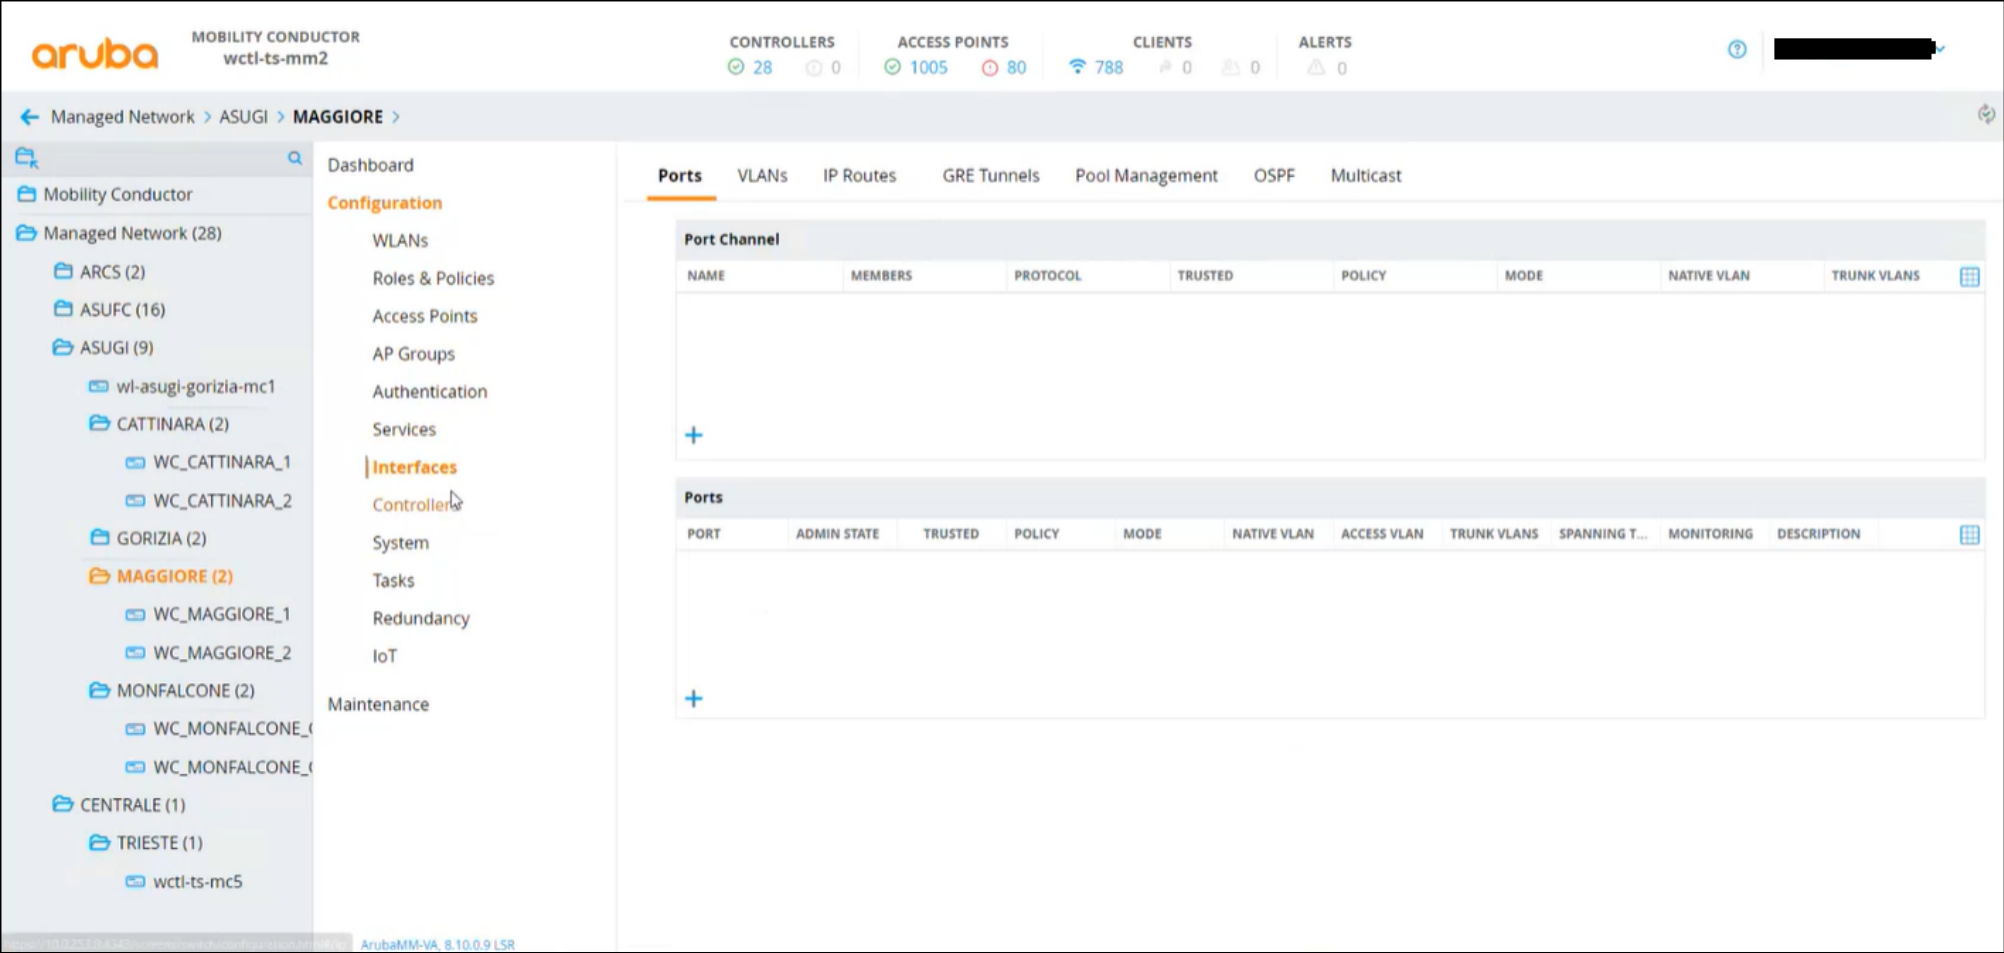 aruba
MOBILITY CONDUCTOR
wctl-ts-mm2
CONTROLLERS
28 0
ACCESS POINTS
1005 80
CLIENTS
788 0 0
ALERTS
0
Managed Network > ASUGI > MAGGIORE >
Mobility Conductor
Managed Network (28)
ARCS (2)
ASUFC (16)
ASUGI (9)
wl-asugi-gorizia-mc1
CATTINARA (2)
WC_CATTINARA_1
WC_CATTINARA_2
GORIZIA (2)
MAGGIORE (2)
WC_MAGGIORE_1
WC_MAGGIORE_2
MONFALCONE (2)
WC_MONFALCONE_
WC_MONFALCONE_
CENTRALE (1)
TRIESTE (1)
wctl-ts-mc5
Dashboard
Configuration
WLANs
Roles & Policies
Access Points
AP Groups
Authentication
Services
Interfaces
Controller
System
Tasks
Redundancy
IoT
Maintenance
ArubaMM-VA, 8.10.0.9 LSR
Ports VLANs IP Routes GRE Tunnels Pool Management OSPF Multicast
Port Channel
NAME MEMBERS PROTOCOL TRUSTED POLICY MODE NATIVE VLAN TRUNK VLANS
+
Ports
PORT ADMIN STATE TRUSTED POLICY MODE NATIVE VLAN ACCESS VLAN TRUNK VLANS SPANNING T... MONITORING DESCRIPTION
+